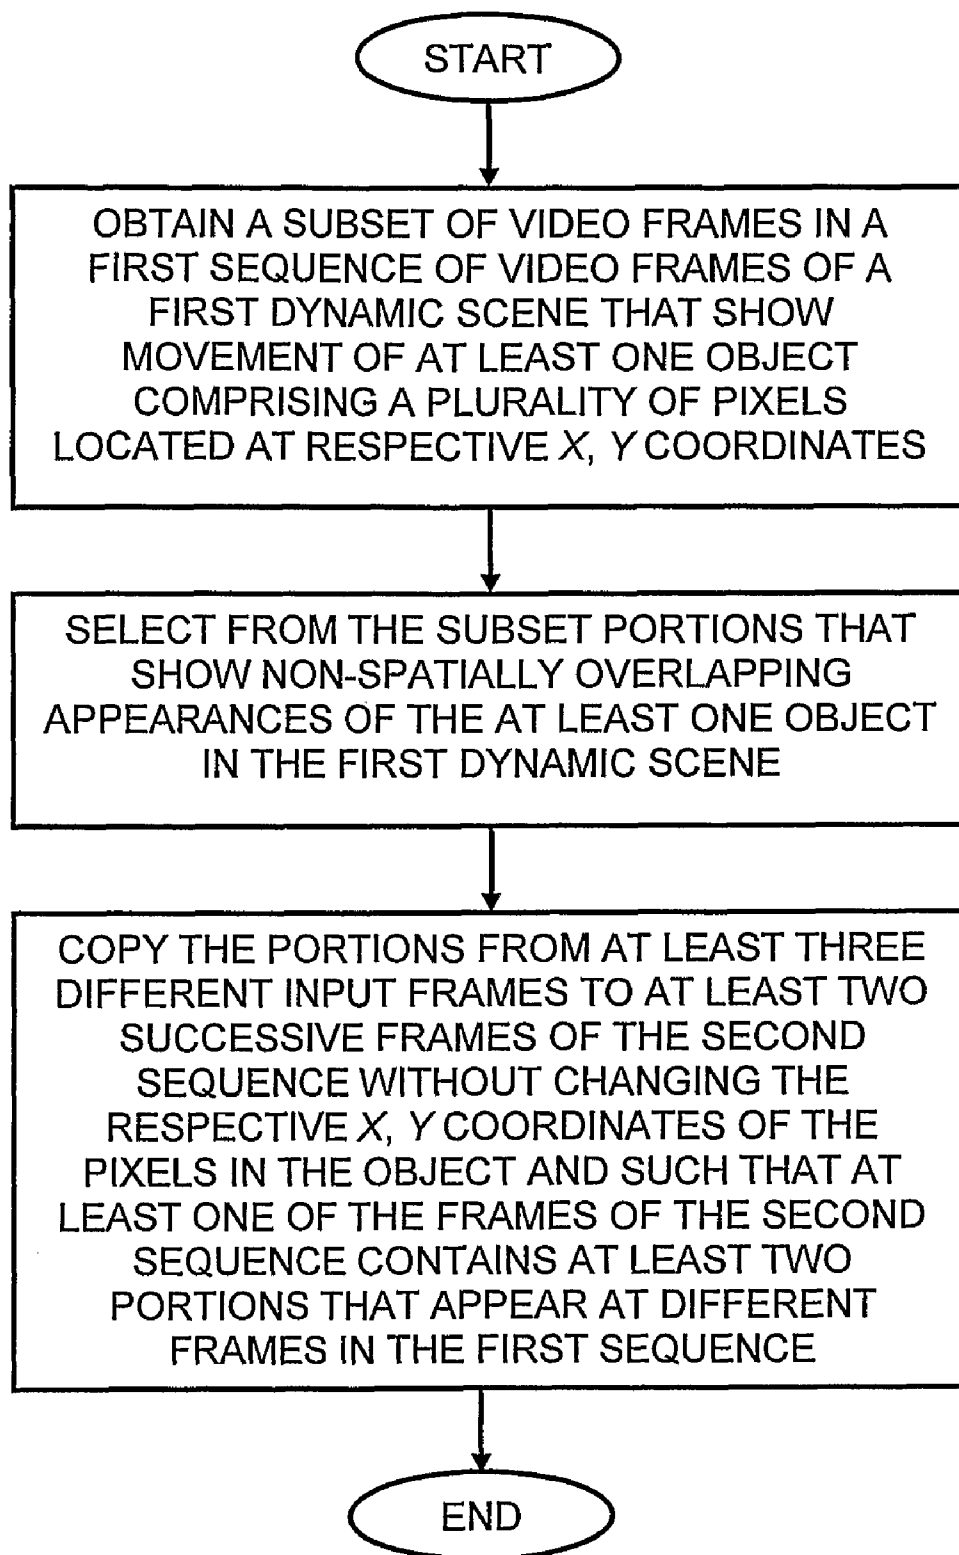 START
OBTAIN A SUBSET OF VIDEO FRAMES IN A
FIRST SEQUENCE OF VIDEO FRAMES OF A
FIRST DYNAMIC SCENE THAT SHOW
MOVEMENT OF AT LEAST ONE OBJECT
COMPRISING A PLURALITY OF PIXELS
LOCATED AT RESPECTIVE X, Y COORDINATES
SELECT FROM THE SUBSET PORTIONS THAT
SHOW NON-SPATIALLY OVERLAPPING
APPEARANCES OF THE AT LEAST ONE OBJECT
IN THE FIRST DYNAMIC SCENE
COPY THE PORTIONS FROM AT LEAST THREE
DIFFERENT INPUT FRAMES TO AT LEAST TWO
SUCCESSIVE FRAMES OF THE SECOND
SEQUENCE WITHOUT CHANGING THE
RESPECTIVE X, Y COORDINATES OF THE
PIXELS IN THE OBJECT AND SUCH THAT AT
LEAST ONE OF THE FRAMES OF THE SECOND
SEQUENCE CONTAINS AT LEAST TWO
PORTIONS THAT APPEAR AT DIFFERENT
FRAMES IN THE FIRST SEQUENCE
END